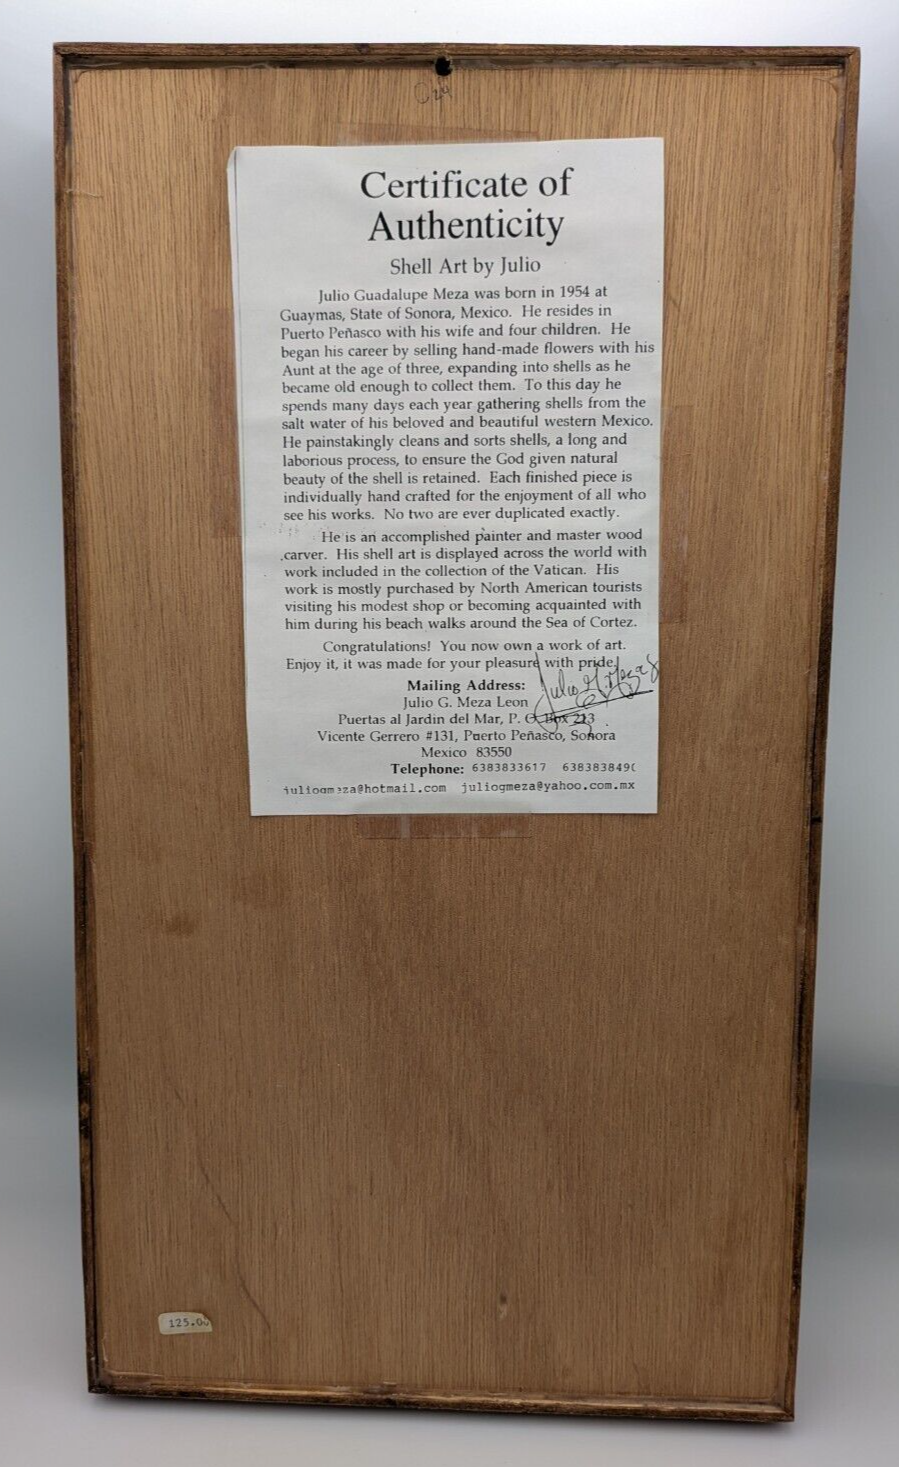 Certificate of
Authenticity
Shell Art by Julio
Julio Guadalupe Meza was born in 1954 at
Guaymas, State of Sonora, Mexico. He resides in
Puerto Peñasco with his wife and four children. He
began his career by selling hand-made flowers with his
Aunt at the age of three, expanding into shells as he
became old enough to collect them. To this day he
spends many days each year gathering shells from the
salt water of his beloved and beautiful western Mexico.
He painstakingly cleans and sorts shells, a long and
laborious process, to ensure the God given natural
beauty of the shell is retained. Each finished piece is
individually hand crafted for the enjoyment of all who
see his works. No two are ever duplicated exactly.
He is an accomplished painter and master wood
carver. His shell art is displayed across the world with
work included in the collection of the Vatican. His
work is mostly purchased by North American tourists
visiting his modest shop or becoming acquainted with
him during his beach walks around the Sea of Cortez.
Congratulations! You now own a work of art.
Enjoy it, it was made for your pleasure with pride.
Mailing Address:
Julio G. Meza Leon
Puertas al Jardin del Mar, P. O. Box 213
Vicente Gerrero #131, Puerto Peñasco, Sonora
Mexico 83550
Telephone: 6383833617 638383849
juliogmeza@yahoo.com.mx
125.00